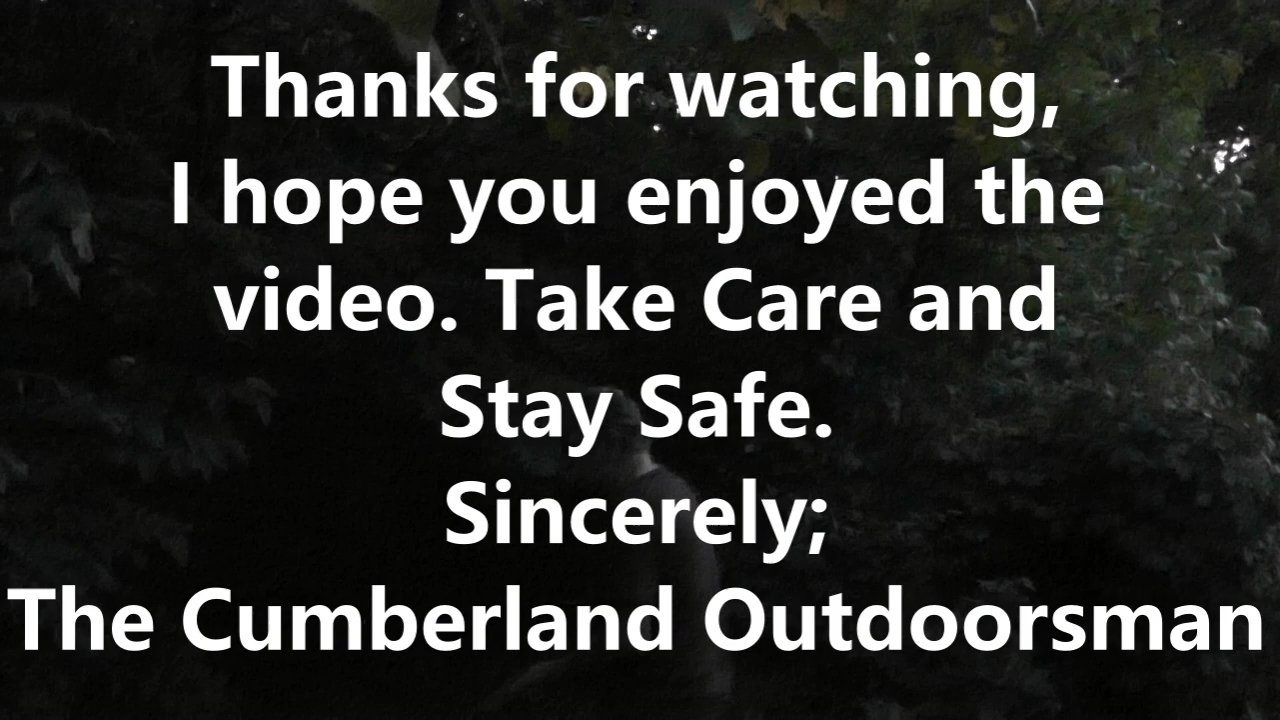 Thanks for watching,
I hope you enjoyed the
video. Take Care and
Stay Safe.
Sincerely;
The Cumberland Outdoorsman